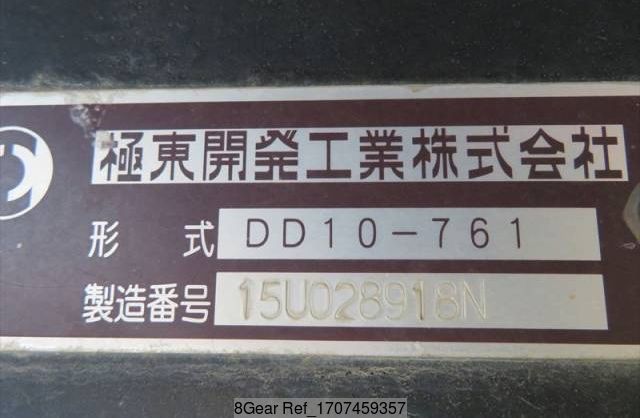 極東開発工業株式会社
形 式 DD10-761
製造番号 15U028918N
8Gear Ref_1707459357